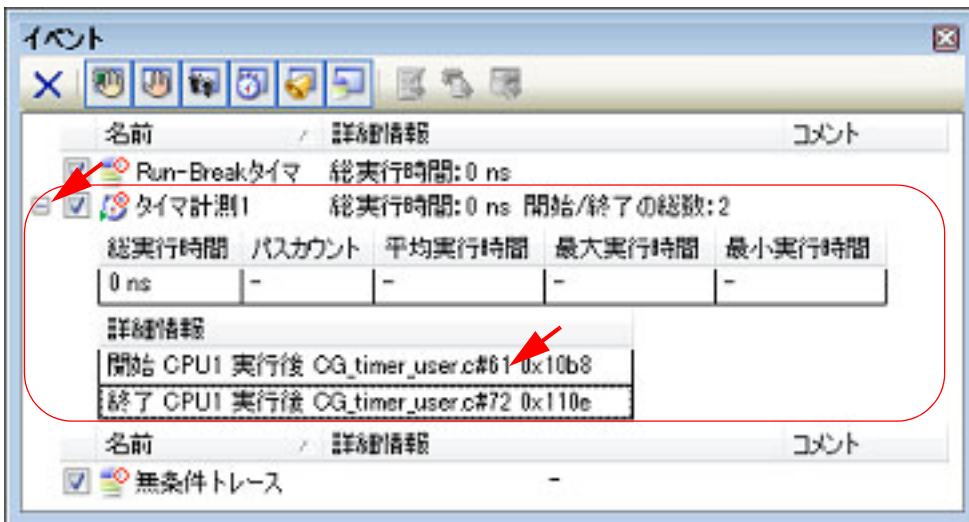 イベント
名前 詳細情報 コメント
Run-Breakタイマ 総実行時間:0 ns
タイマ計測1 総実行時間:0 ns 開始/終了の総数:2
総実行時間 パスカウント 平均実行時間 最大実行時間 最小実行時間
0 ns - - - -
詳細情報
開始 CPU1 実行後 CG_timer_user.c#61 0x10b8
終了 CPU1 実行後 CG_timer_user.c#72 0x110e
名前 詳細情報 コメント
無条件トレース -